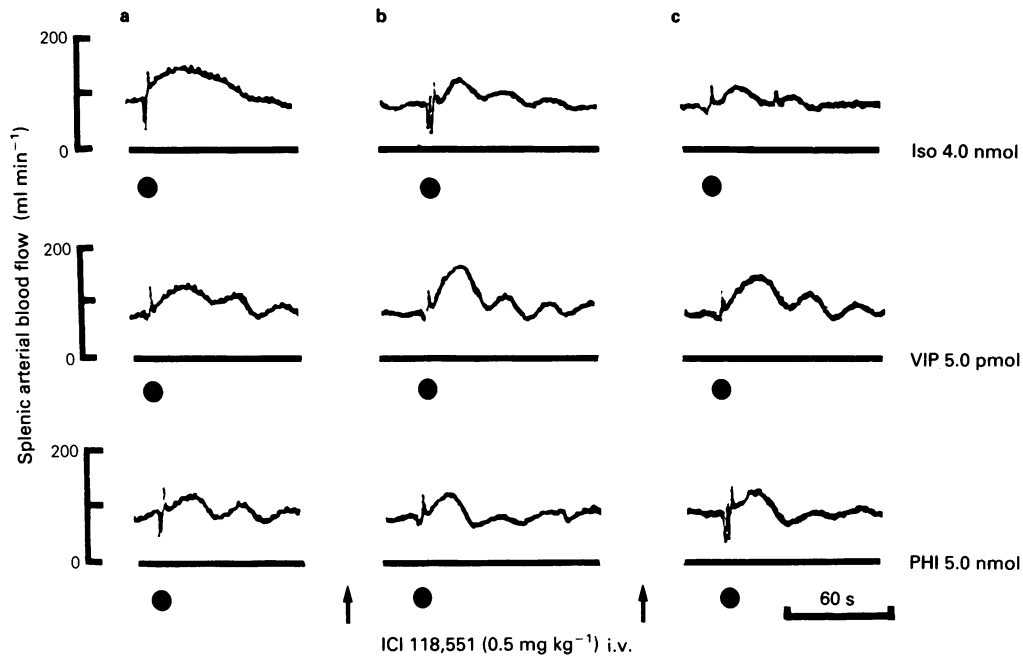 a b c
Splenic arterial blood flow (ml min⁻¹)
200
0
Iso 4.0 nmol
200
0
VIP 5.0 pmol
200
0
PHI 5.0 nmol
60 s
ICI 118,551 (0.5 mg kg⁻¹) i.v.